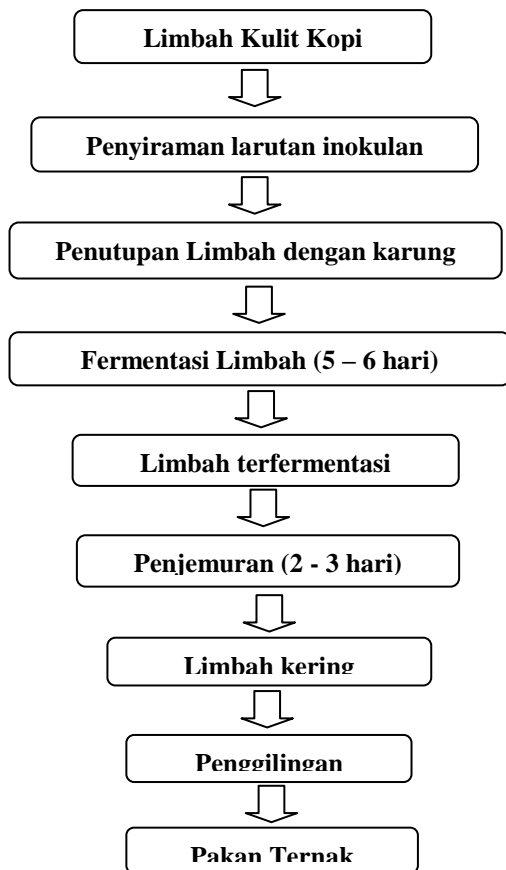 Limbah Kulit Kopi
Penyiraman larutan inokulan
Penutupan Limbah dengan karung
Fermentasi Limbah (5 – 6 hari)
Limbah terfermentasi
Penjemuran (2 - 3 hari)
Limbah kering
Penggilingan
Pakan Ternak